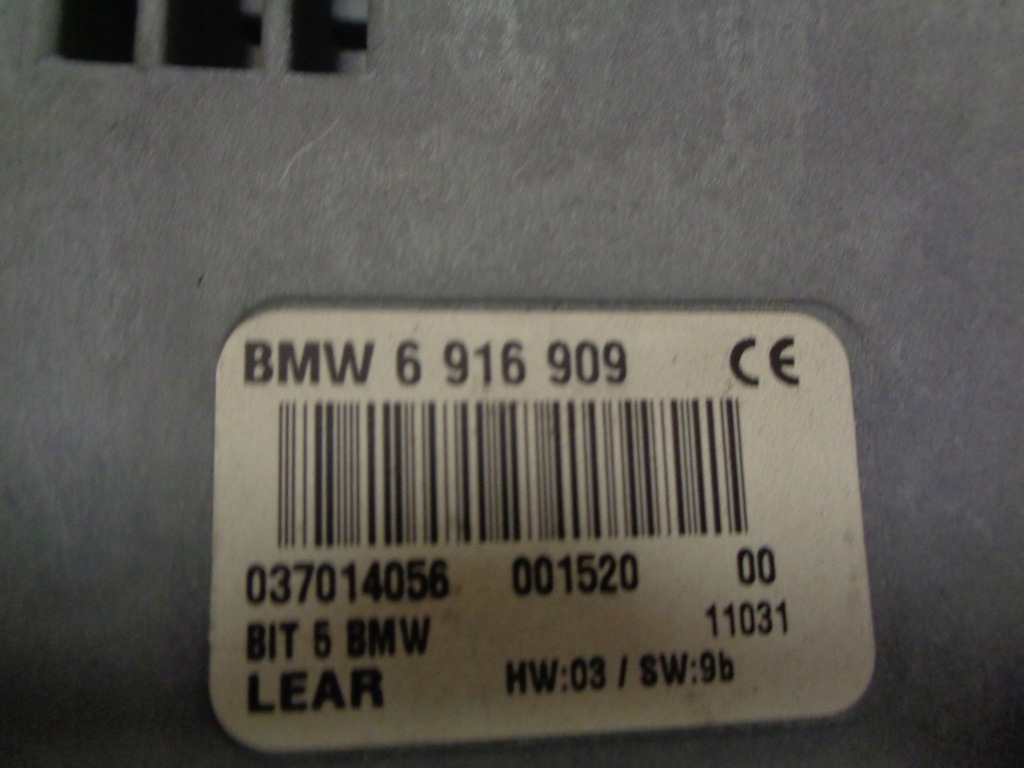 BMW 6 916 909 CE
037014056 001520 00
BIT 5 BMW 11031
LEAR HW:03 / SW:9b